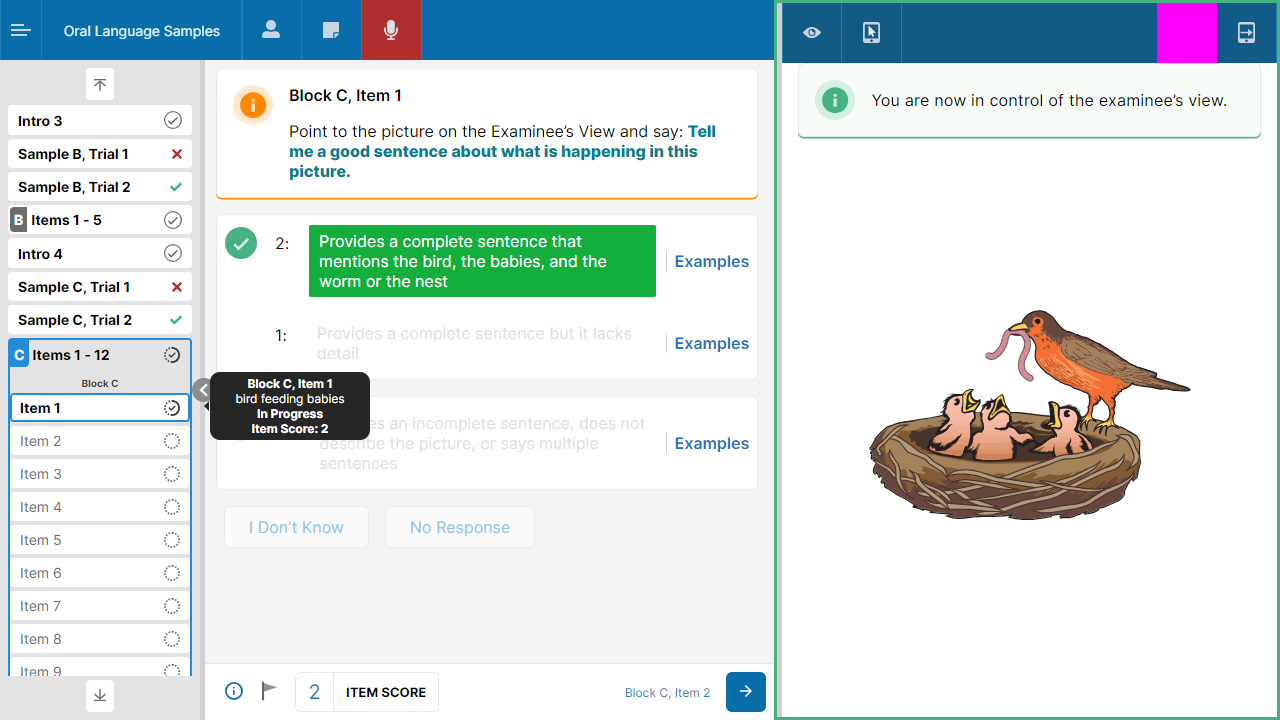 Oral Language Samples
Intro 3
Sample B, Trial 1
Sample B, Trial 2
B Items 1 - 5
Intro 4
Sample C, Trial 1
Sample C, Trial 2
C Items 1 - 12
Block C
Item 1
Item 2
Item 3
Item 4
Item 5
Item 6
Item 7
Item 8
Item 9
Block C, Item 1
Point to the picture on the Examinee’s View and say: Tell
me a good sentence about what is happening in this
picture.
2:
Provides a complete sentence that
mentions the bird, the babies, and the
worm or the nest
Examples
1:
Provides a complete sentence but it lacks
detail
Examples
Block C, Item 1
bird feeding babies
In Progress
Item Score: 2
an incomplete sentence, does not
describe the picture, or says multiple
sentences
Examples
I Don’t Know
No Response
2 ITEM SCORE
Block C, Item 2
You are now in control of the examinee’s view.